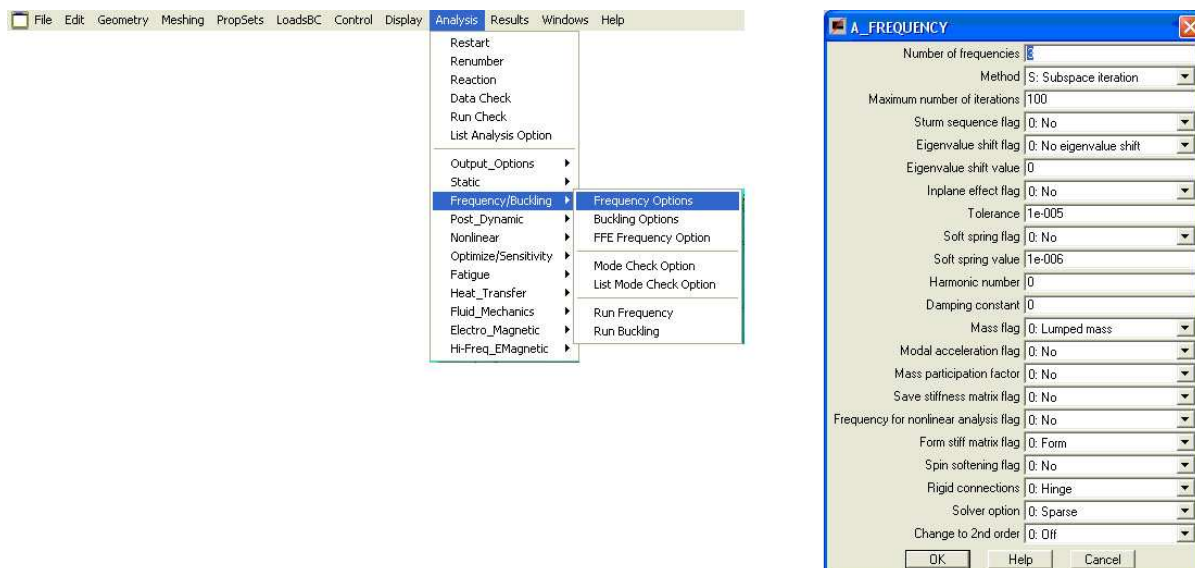 File Edit Geometry Meshing PropSets LoadsBC Control Display Analysis Results Windows Help
Restart
Renumber
Reaction
Data Check
Run Check
List Analysis Option
Output_Options
Static
Frequency/Buckling
Post_Dynamic
Nonlinear
Optimize/Sensitivity
Fatigue
Heat_Transfer
Fluid_Mechanics
Electro_Magnetic
Hi-Freq_EMagnetic
Frequency Options
Buckling Options
FFE Frequency Option
Mode Check Option
List Mode Check Option
Run Frequency
Run Buckling
A_FREQUENCY
Number of frequencies 3
Method S: Subspace iteration
Maximum number of iterations 100
Sturm sequence flag 0: No
Eigenvalue shift flag 0: No eigenvalue shift
Eigenvalue shift value 0
Inplane effect flag 0: No
Tolerance 1e-005
Soft spring flag 0: No
Soft spring value 1e-006
Harmonic number 0
Damping constant 0
Mass flag 0: Lumped mass
Modal acceleration flag 0: No
Mass participation factor 0: No
Save stiffness matrix flag 0: No
Frequency for nonlinear analysis flag 0: No
Form stiff matrix flag 0: Form
Spin softening flag 0: No
Rigid connections 0: Hinge
Solver option 0: Sparse
Change to 2nd order 0: Off
OK Help Cancel